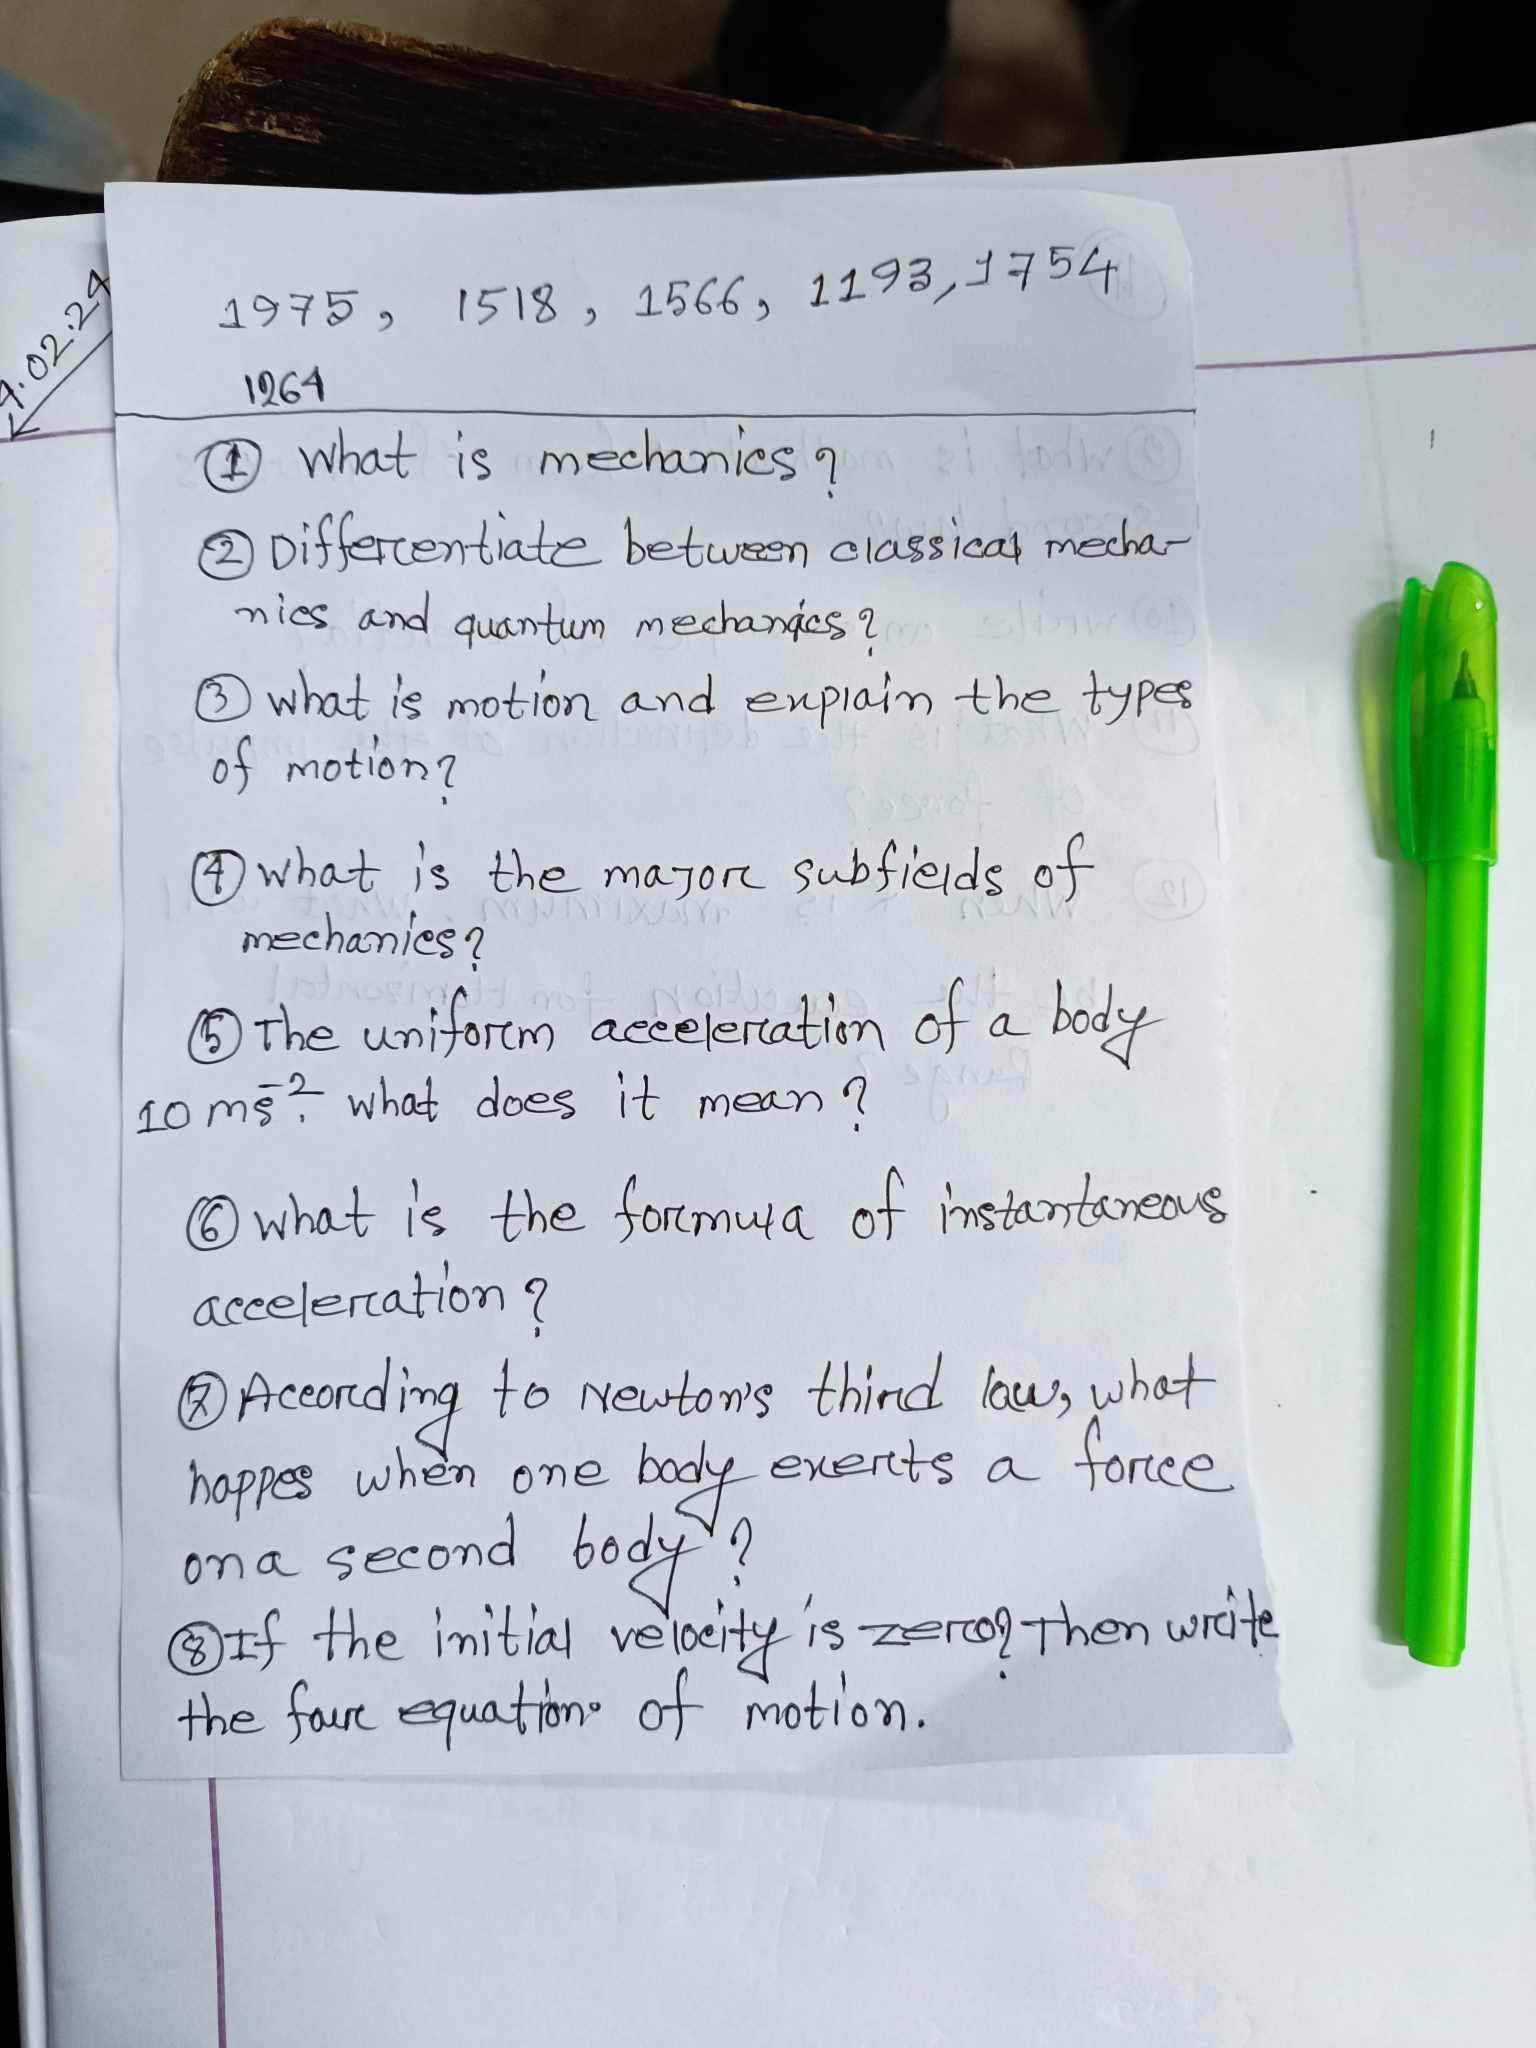 1975, 1518, 1566, 1193, 1754
1264
.02.24
① What is mechanics?
② Differentiate between classical mecha-
nics and quantum mechanics?
③ What is motion and explain the types
of motion?
④ What is the major subfields of
mechanics?
⑤ The uniform acceleration of a body
10 ms⁻². What does it mean?
⑥ What is the formula of instantaneous
acceleration?
⑦ According to Newton's third law, what
happes when one body exerts a force
on a second body?
⑧ If the initial velocity is zero? Then write
the four equation of motion.